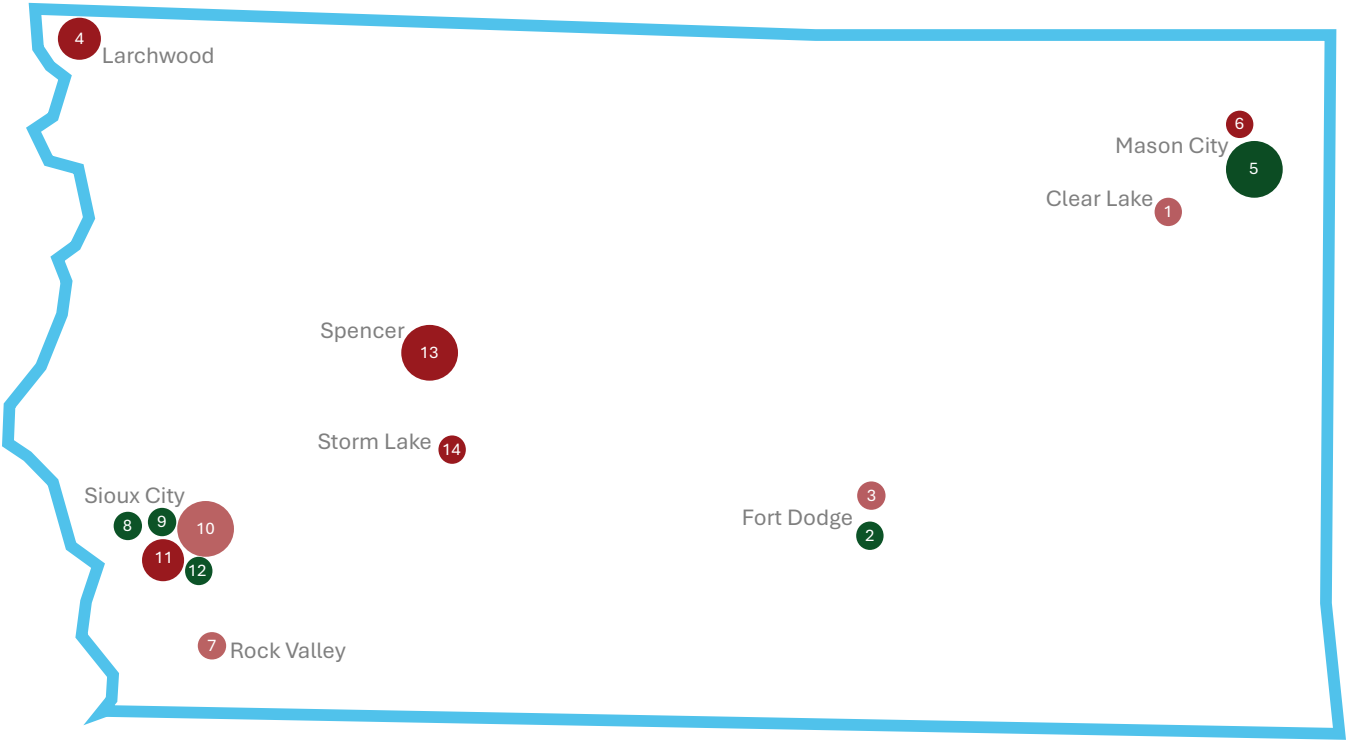 4
Larchwood
6
Mason City
5
Clear Lake
1
Spencer
13
Storm Lake
14
Sioux City
8
9
10
11
12
3
Fort Dodge
2
7
Rock Valley